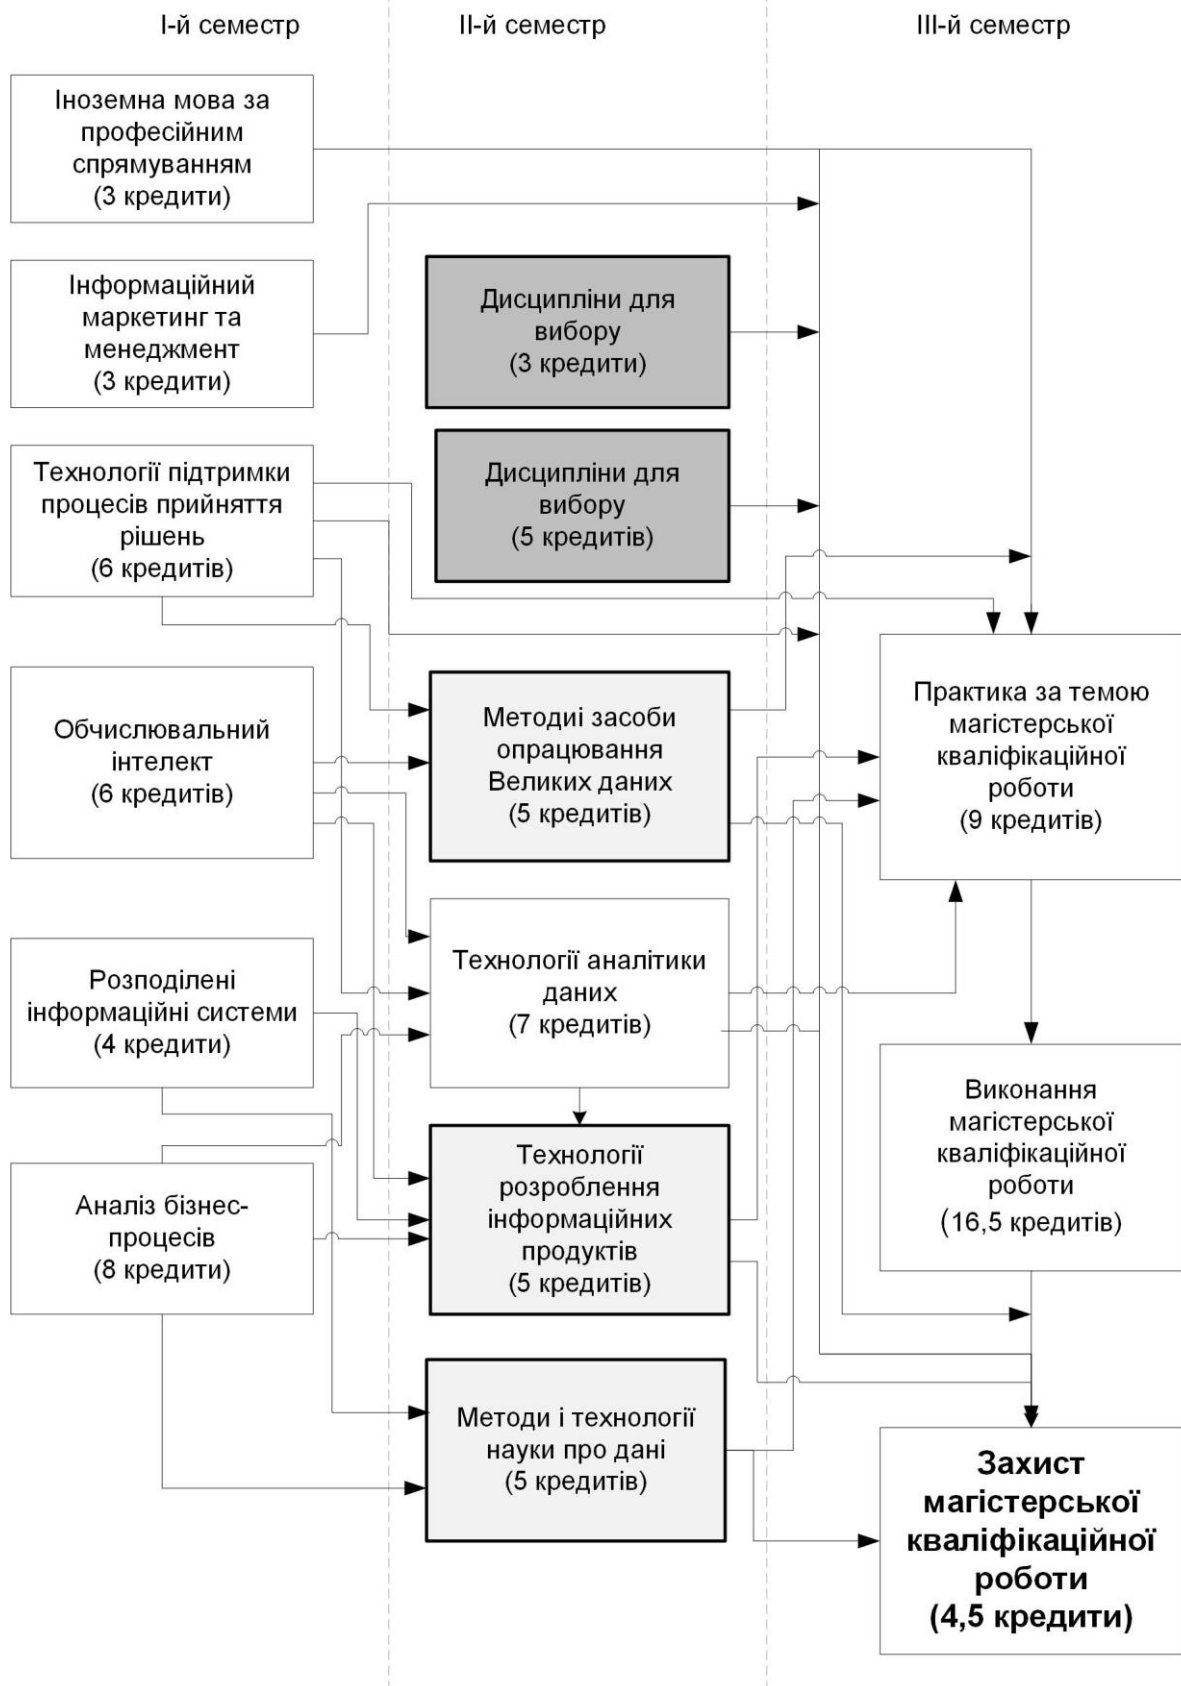 І-й семестр
ІІ-й семестр
ІІІ-й семестр
Іноземна мова за
професійним
спрямуванням
(3 кредити)
Інформаційний
маркетинг та
менеджмент
(3 кредити)
Технології підтримки
процесів прийняття
рішень
(6 кредитів)
Обчислювальний
інтелект
(6 кредитів)
Розподілені
інформаційні системи
(4 кредити)
Аналіз бізнес-
процесів
(8 кредити)
Дисципліни для
вибору
(3 кредити)
Дисципліни для
вибору
(5 кредитів)
Методиі засоби
опрацювання
Великих даних
(5 кредитів)
Технології аналітики
даних
(7 кредитів)
Технології
розроблення
інформаційних
продуктів
(5 кредитів)
Методи і технології
науки про дані
(5 кредитів)
Практика за темою
магістерської
кваліфікаційної
роботи
(9 кредитів)
Виконання
магістерської
кваліфікаційної
роботи
(16,5 кредитів)
Захист
магістерської
кваліфікаційної
роботи
(4,5 кредити)